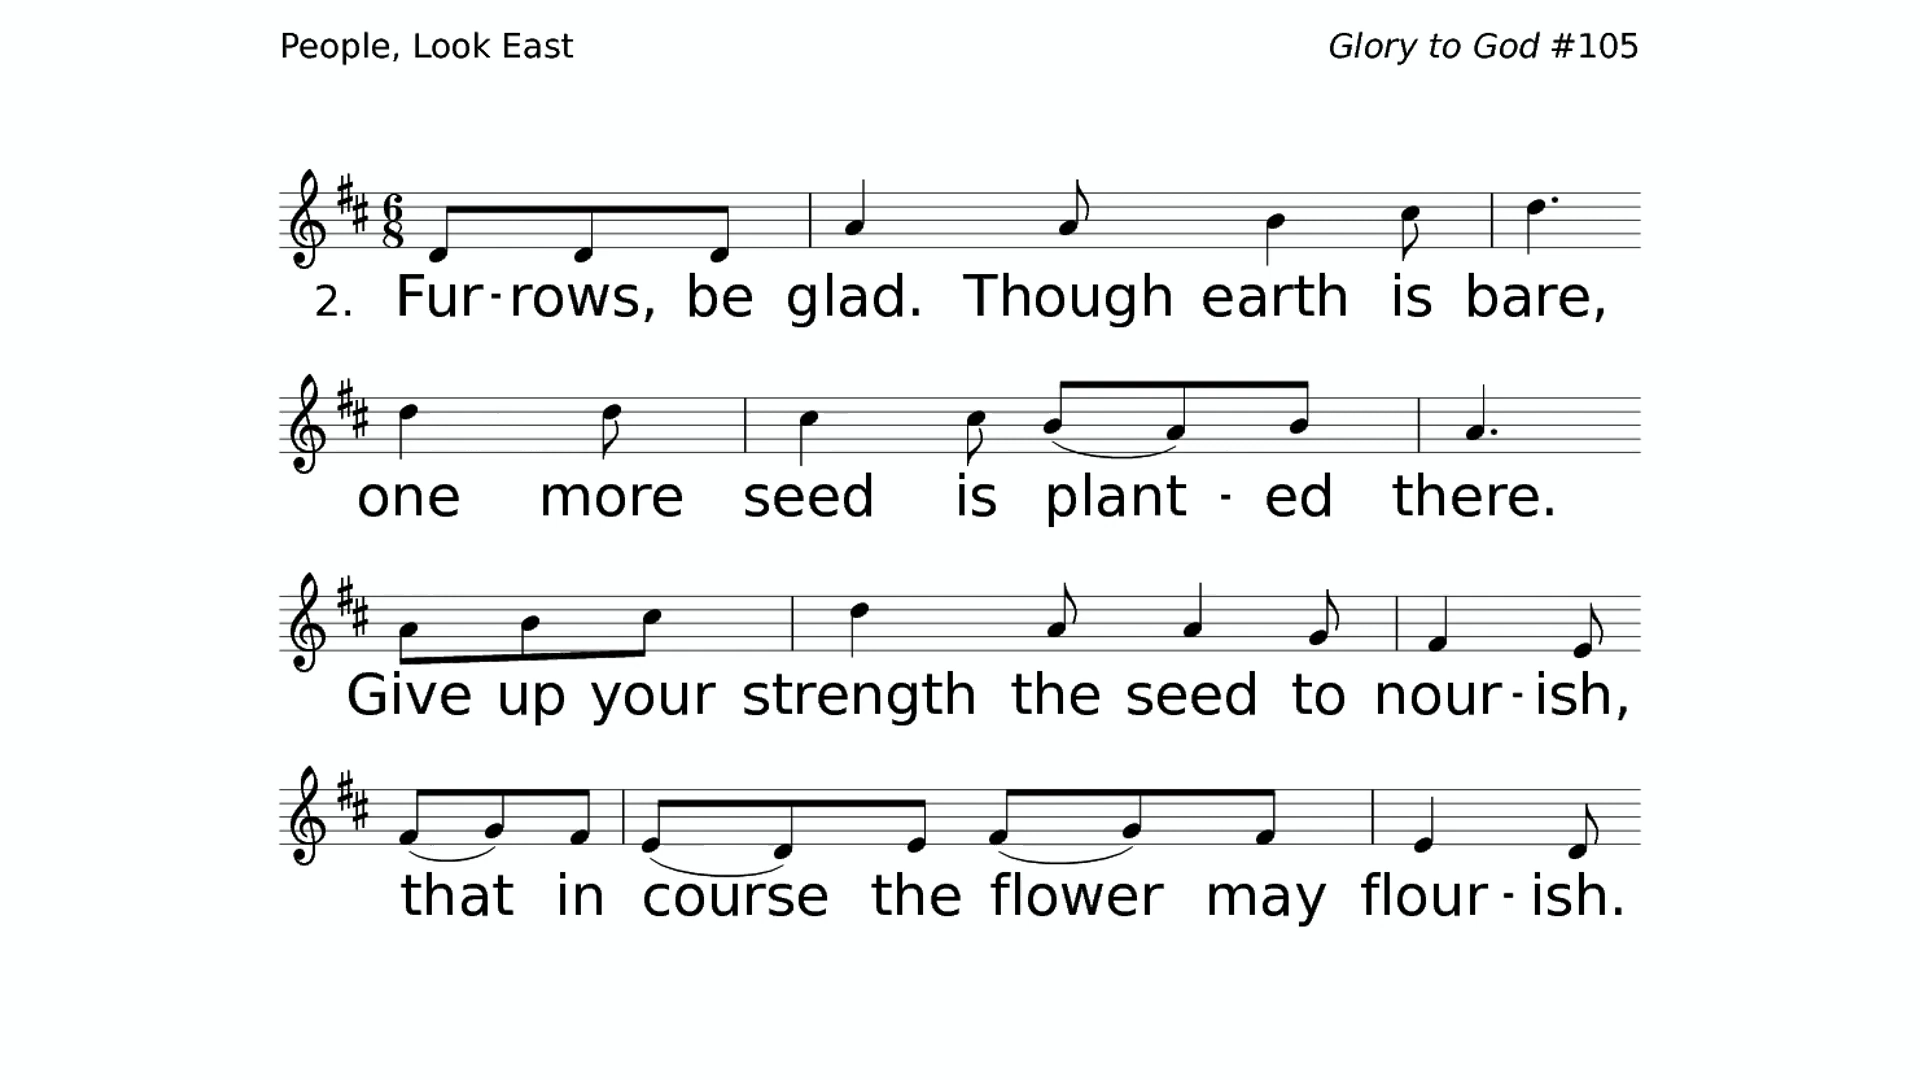 People, Look East
Glory to God #105
2. Fur-rows, be glad. Though earth is bare,
one more seed is plant - ed there.
Give up your strength the seed to nour-ish,
that in course the flower may flour-ish.